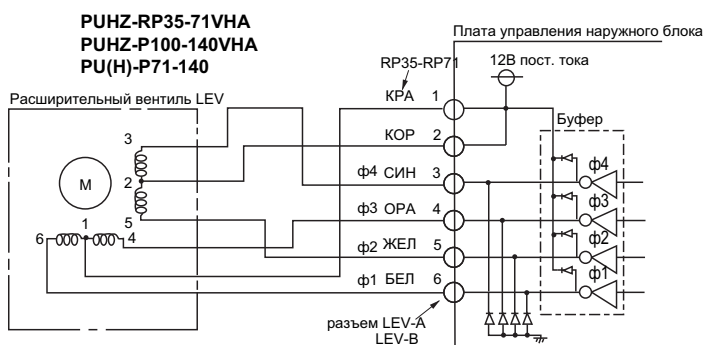 PUHZ-RP35-71VHA
PUHZ-P100-140VHA
PU(H)-P71-140
Плата управления наружного блока
RP35-RP71
12В пост. тока
Расширительный вентиль LEV
КРА 1
Буфер
3
КОР 2
ф4
М
2
ф4 СИН 3
ф3
5
ф3 ОРА 4
ф2
1
6
4
ф2 ЖЕЛ 5
ф1
ф1 БЕЛ 6
разъем LEV-A
LEV-B